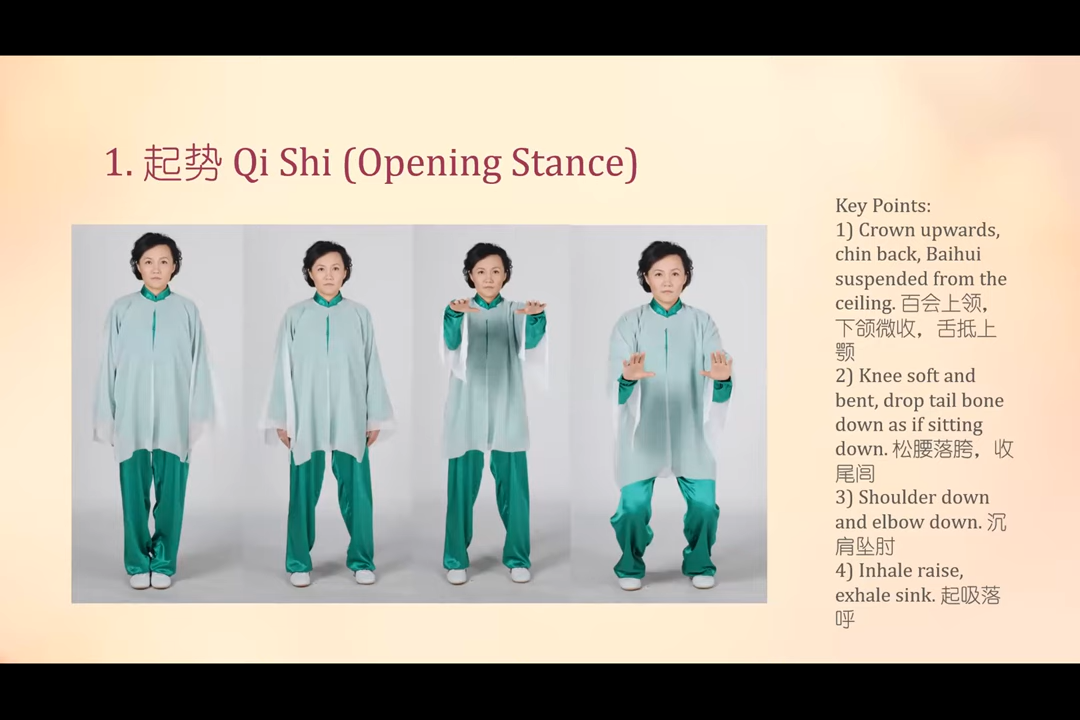 1. 起势 Qi Shi (Opening Stance)
Key Points:
1) Crown upwards,
chin back, Baihui
suspended from the
ceiling. 百会上领，
下颌微收，舌抵上
颚
2) Knee soft and
bent, drop tail bone
down as if sitting
down. 松腰落胯，收
尾闾
3) Shoulder down
and elbow down. 沉
肩坠肘
4) Inhale raise,
exhale sink. 起吸落
呼